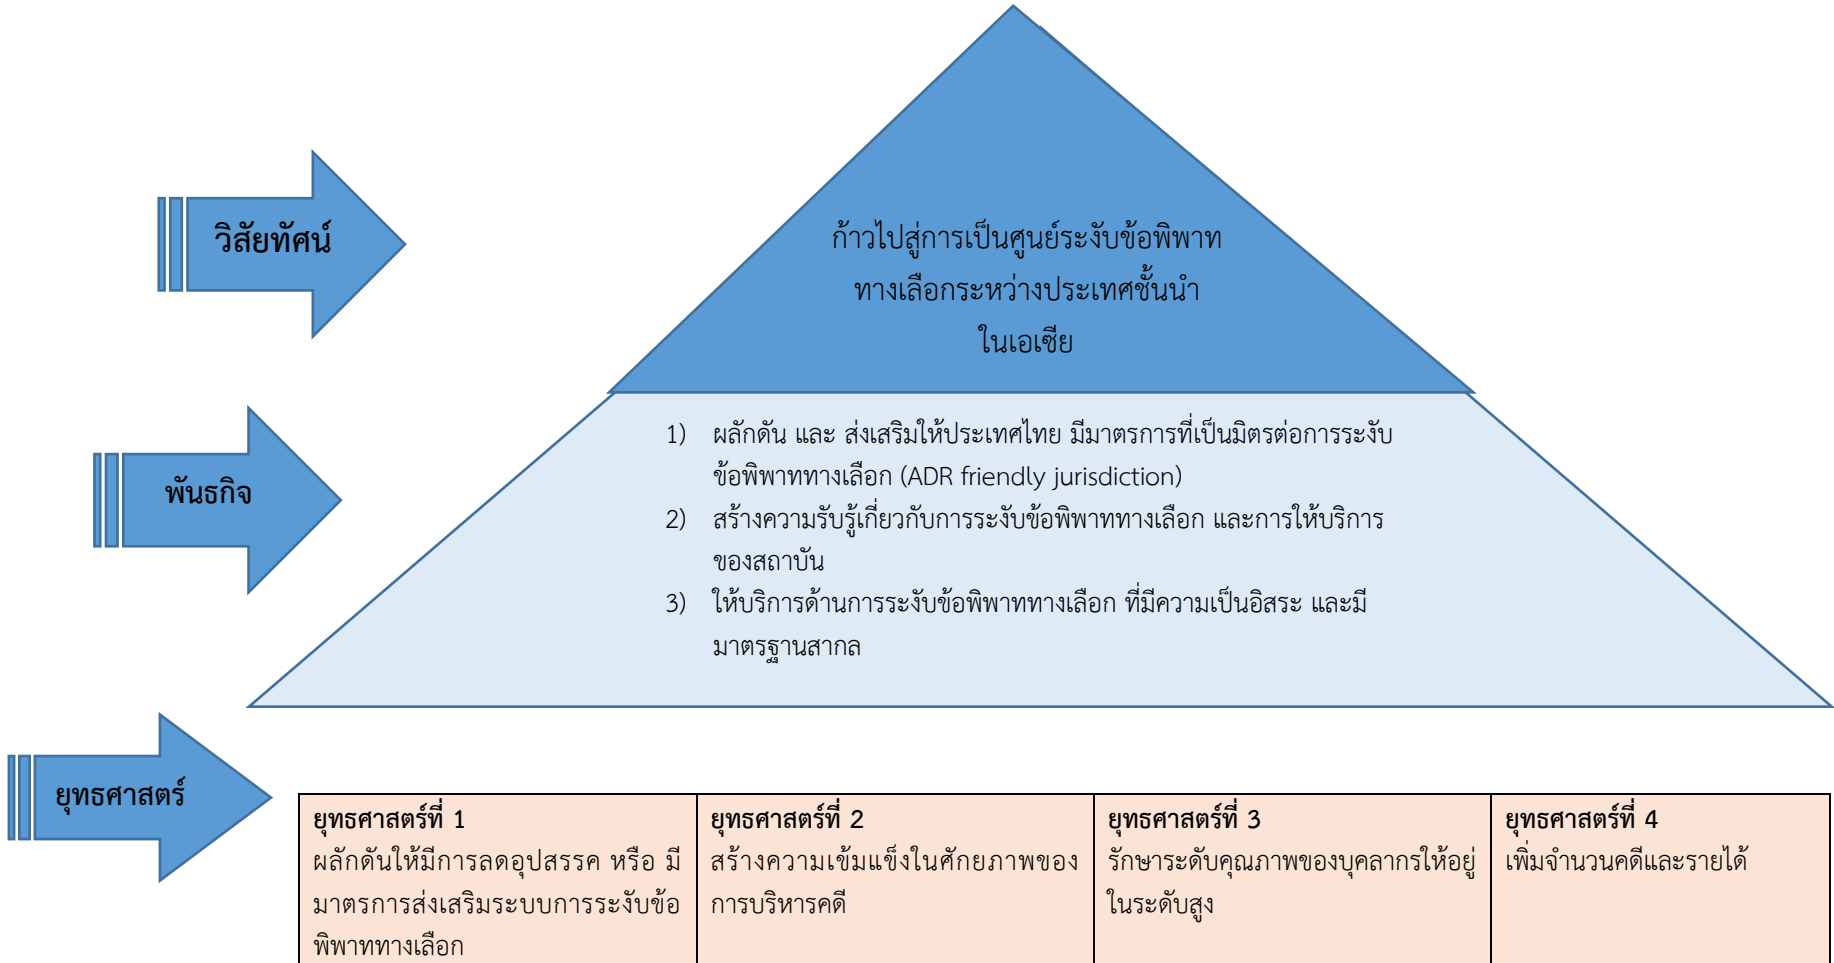 วิสัยทัศน์
ก้าวไปสู่การเป็นศูนย์ระงับข้อพิพาท
ทางเลือกระหว่างประเทศชั้นนำ
ในเอเซีย
พันธกิจ
1) ผลักดัน และ ส่งเสริมให้ประเทศไทย มีมาตรการที่เป็นมิตรต่อการระงับ
ข้อพิพาททางเลือก (ADR friendly jurisdiction)
2) สร้างความรับรู้เกี่ยวกับการระงับข้อพิพาททางเลือก และการให้บริการ
ของสถาบัน
3) ให้บริการด้านการระงับข้อพิพาททางเลือก ที่มีความเป็นอิสระ และมี
มาตรฐานสากล
ยุทธศาสตร์
ยุทธศาสตร์ที่ 1
ผลักดันให้มีการลดอุปสรรค หรือ มี
มาตรการส่งเสริมระบบการระงับข้อ
พิพาททางเลือก
ยุทธศาสตร์ที่ 2
สร้างความเข้มแข็งในศักยภาพของ
การบริหารคดี
ยุทธศาสตร์ที่ 3
รักษาระดับคุณภาพของบุคลากรให้อยู่
ในระดับสูง
ยุทธศาสตร์ที่ 4
เพิ่มจำนวนคดีและรายได้